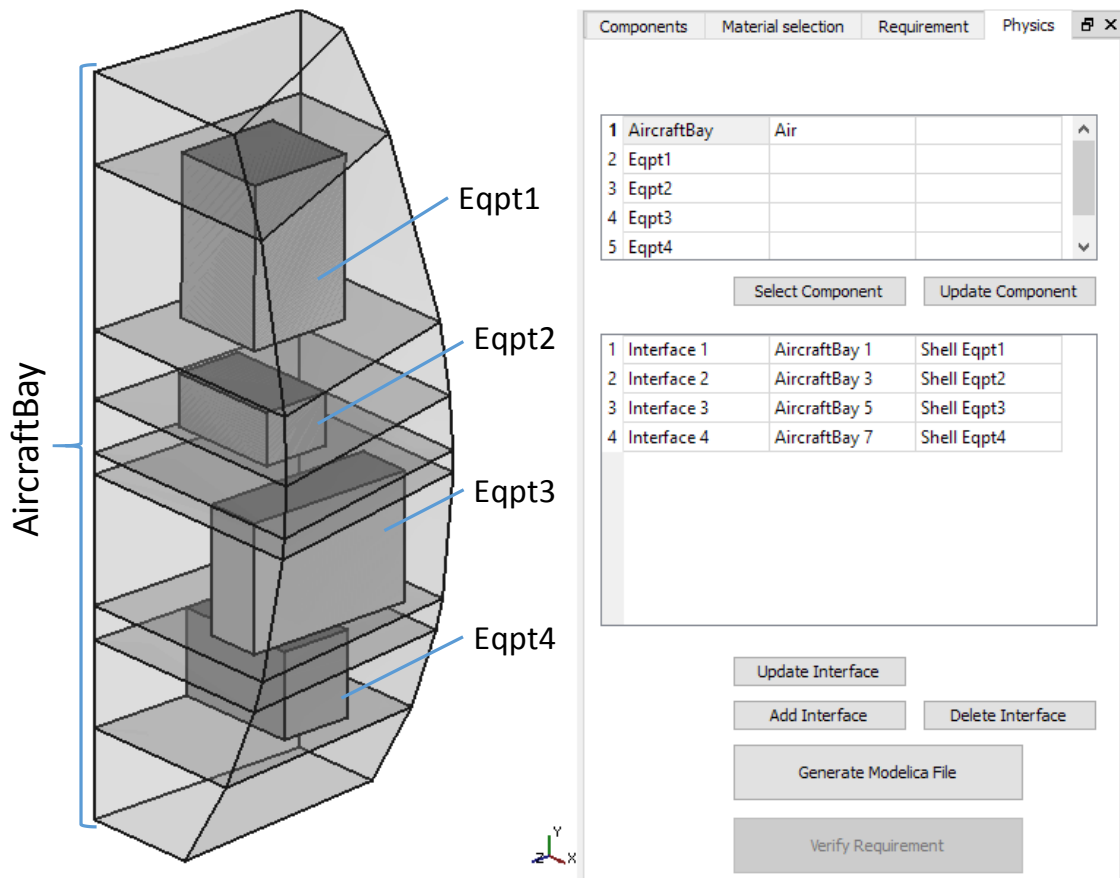 AircraftBay
Eqpt1
Eqpt2
Eqpt3
Eqpt4
Y
Z X
Components Material selection Requirement Physics
1 AircraftBay Air
2 Eqpt1
3 Eqpt2
4 Eqpt3
5 Eqpt4
Select Component Update Component
1 Interface 1 AircraftBay 1 Shell Eqpt1
2 Interface 2 AircraftBay 3 Shell Eqpt2
3 Interface 3 AircraftBay 5 Shell Eqpt3
4 Interface 4 AircraftBay 7 Shell Eqpt4
Update Interface
Add Interface Delete Interface
Generate Modelica File
Verify Requirement